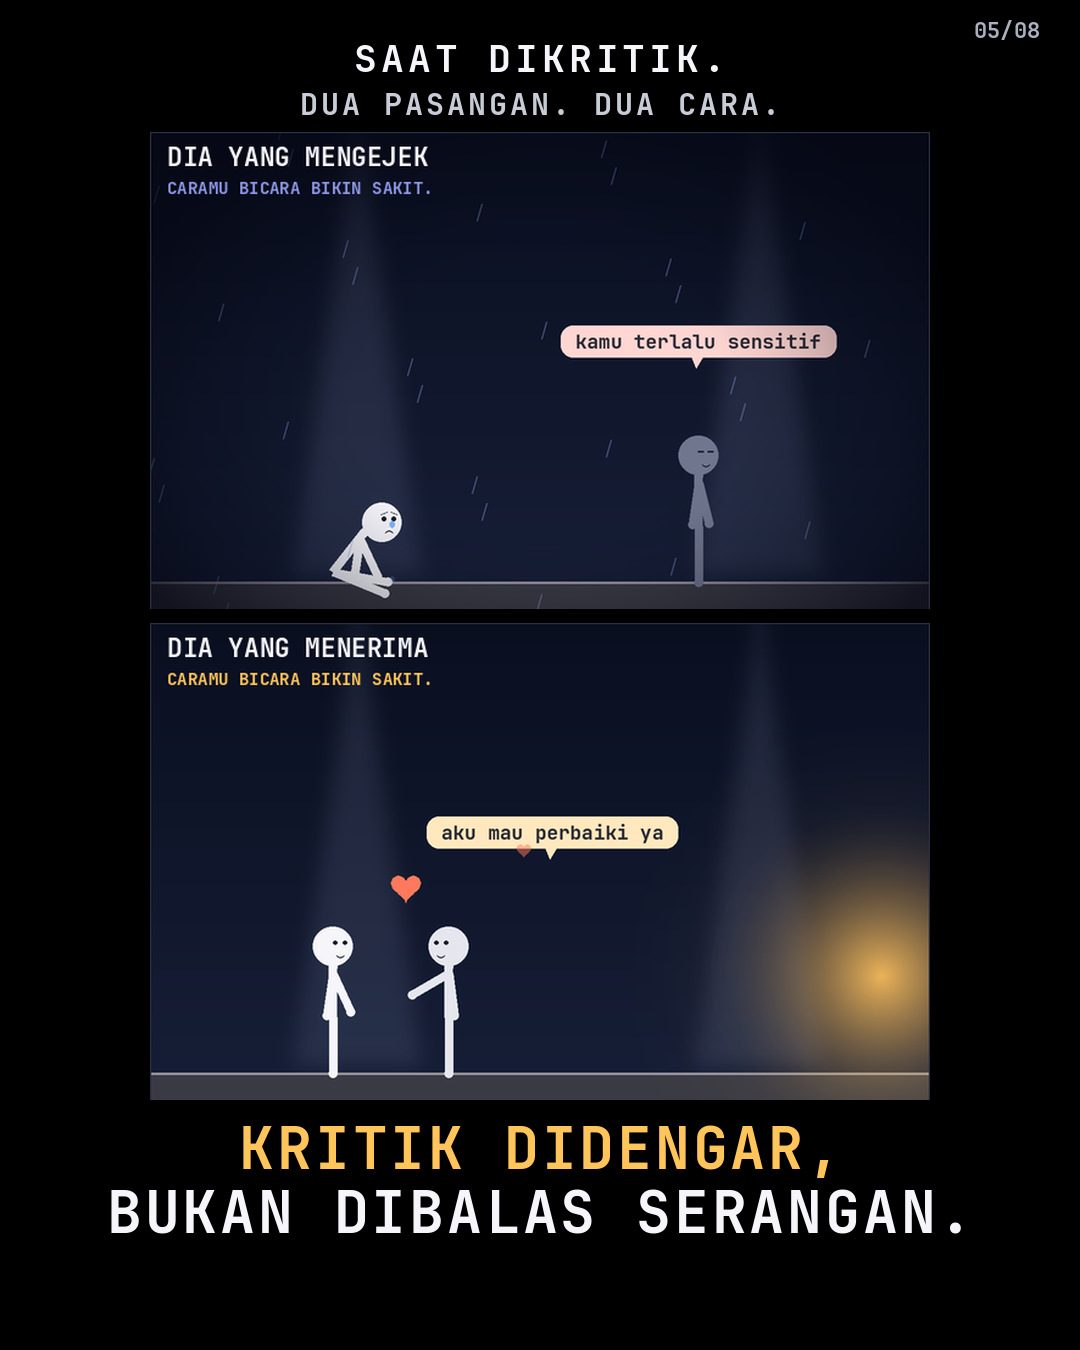 05/08
SAAT DIKRITIK.
DUA PASANGAN. DUA CARA.
DIA YANG MENGEJEK
CARAMU BICARA BIKIN SAKIT.
kamu terlalu sensitif
DIA YANG MENERIMA
CARAMU BICARA BIKIN SAKIT.
aku mau perbaiki ya
KRITIK DIDENGAR,
BUKAN DIBALAS SERANGAN.